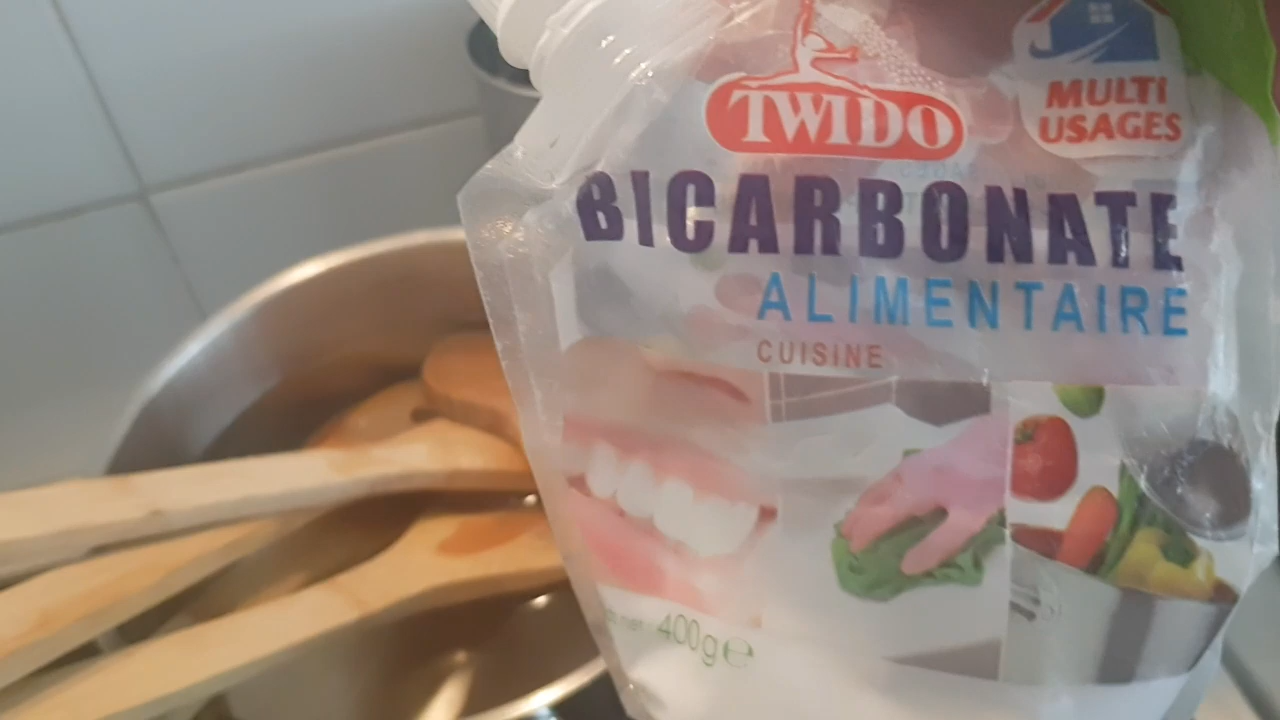 TWIDO
MULTI
USAGES
BICARBONATE
ALIMENTAIRE
CUISINE
400g e